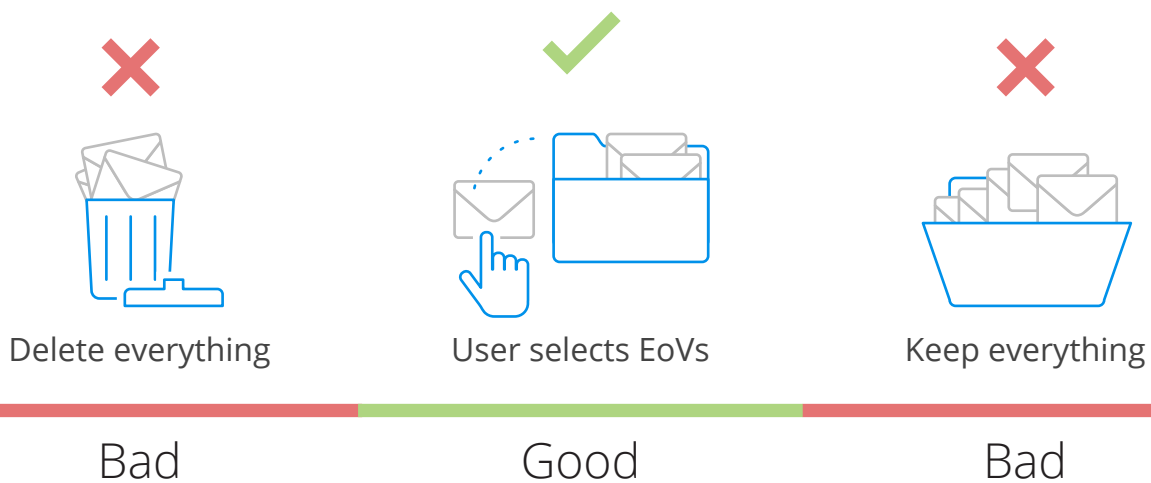 Delete everything
User selects EoVs
Keep everything
Bad
Good
Bad